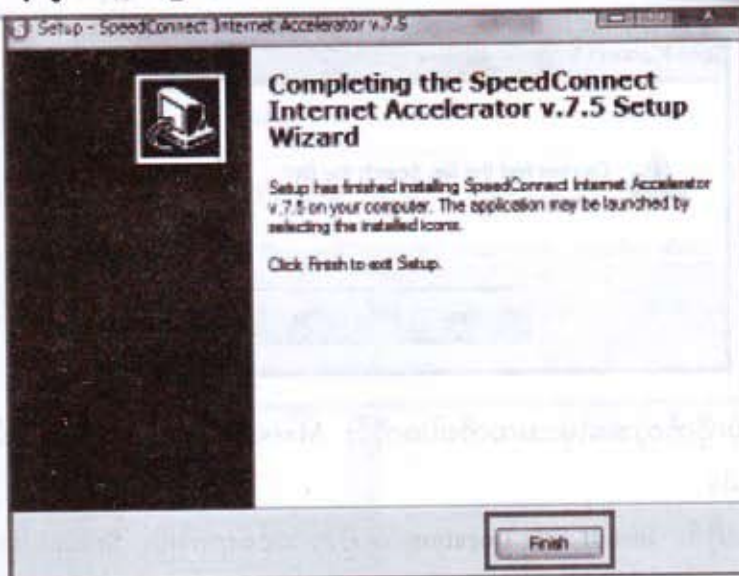 Setup - SpeedConnect Internet Accelerator v.7.5
Completing the SpeedConnect
Internet Accelerator v.7.5 Setup
Wizard
Setup has finished installing SpeedConnect Internet Accelerator
v.7.5 on your computer. The application may be launched by
selecting the installed icons.
Click Finish to exit Setup.
Finish